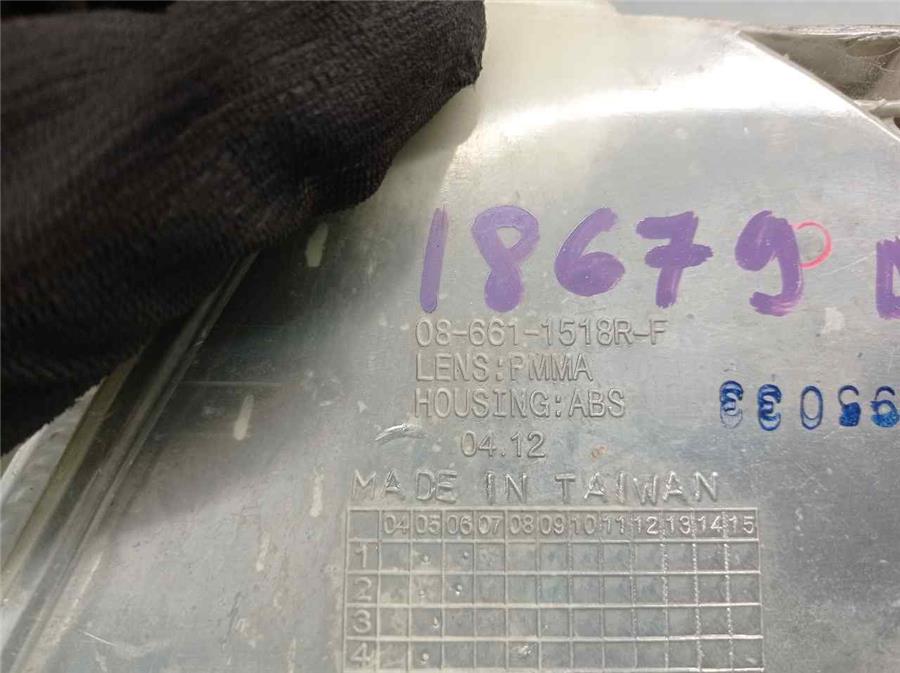 18679
08-661-1518R-F
LENS:PMMA
HOUSING:ABS
04.12
MADE IN TAIWAN
04 05 06 07 08 09 10 11 12 13 14 15
1
2
3
4